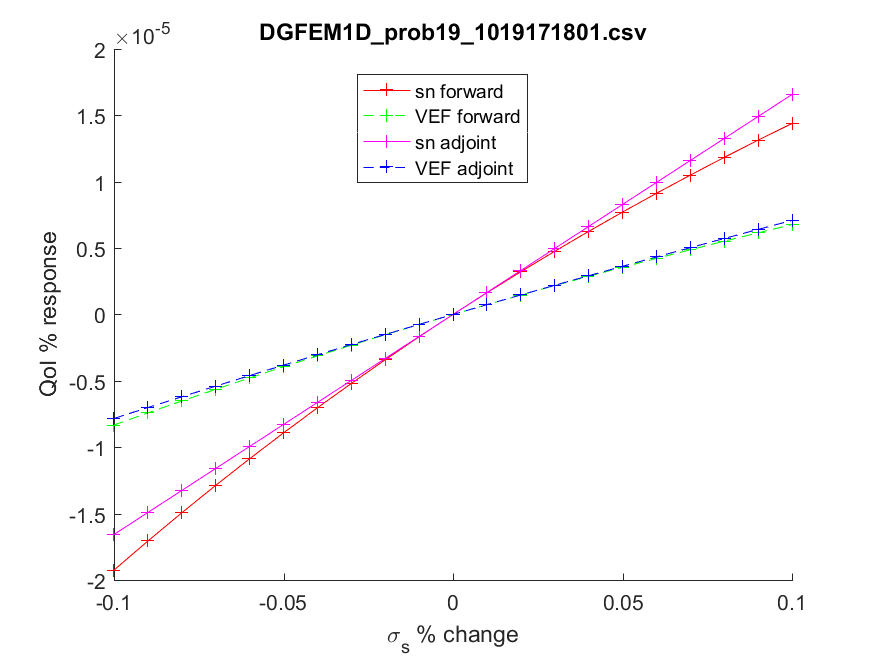 DGFEM1D_prob19_1019171801.csv
×10^-5
sn forward
VEF forward
sn adjoint
VEF adjoint
2
1.5
1
0.5
0
-0.5
-1
-1.5
-2
QoI % response
-0.1
-0.05
0
0.05
0.1
σ_s % change